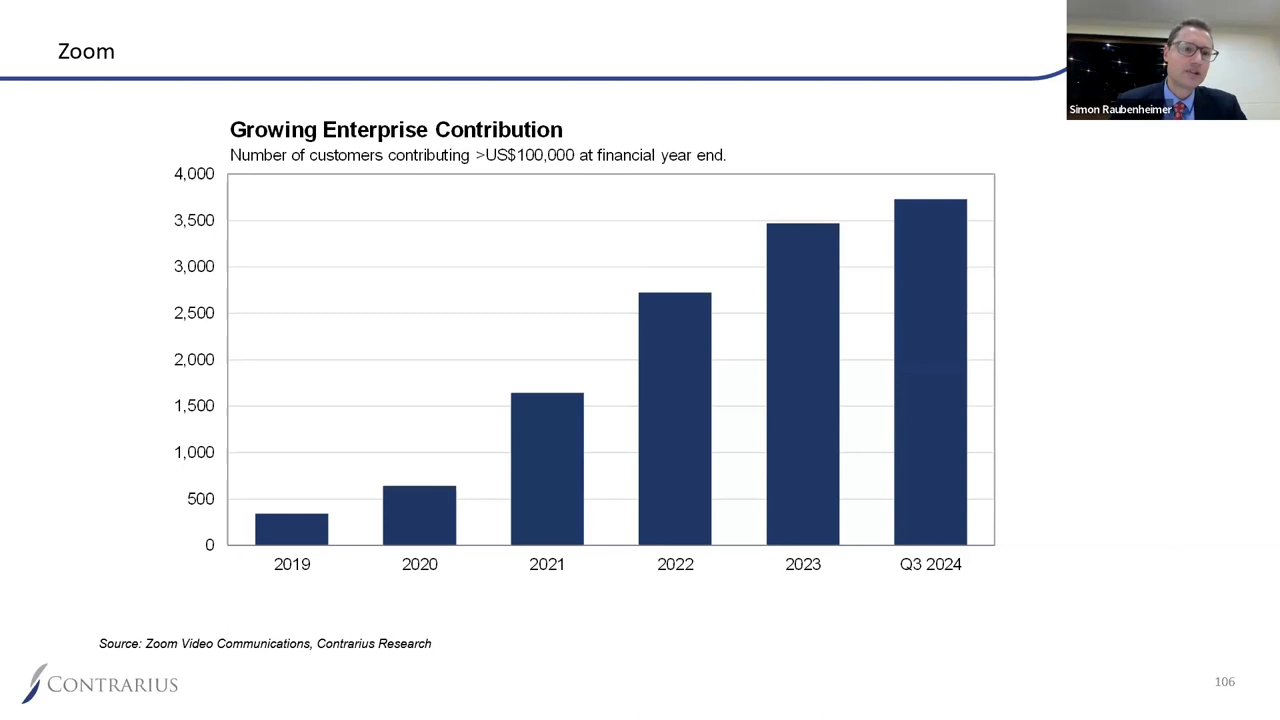 Zoom
Simon Raubenheimer
Growing Enterprise Contribution
Number of customers contributing >US$100,000 at financial year end.
4,000
3,500
3,000
2,500
2,000
1,500
1,000
500
0
2019 2020 2021 2022 2023 Q3 2024
Source: Zoom Video Communications, Contrarius Research
CONTRARIUS
106